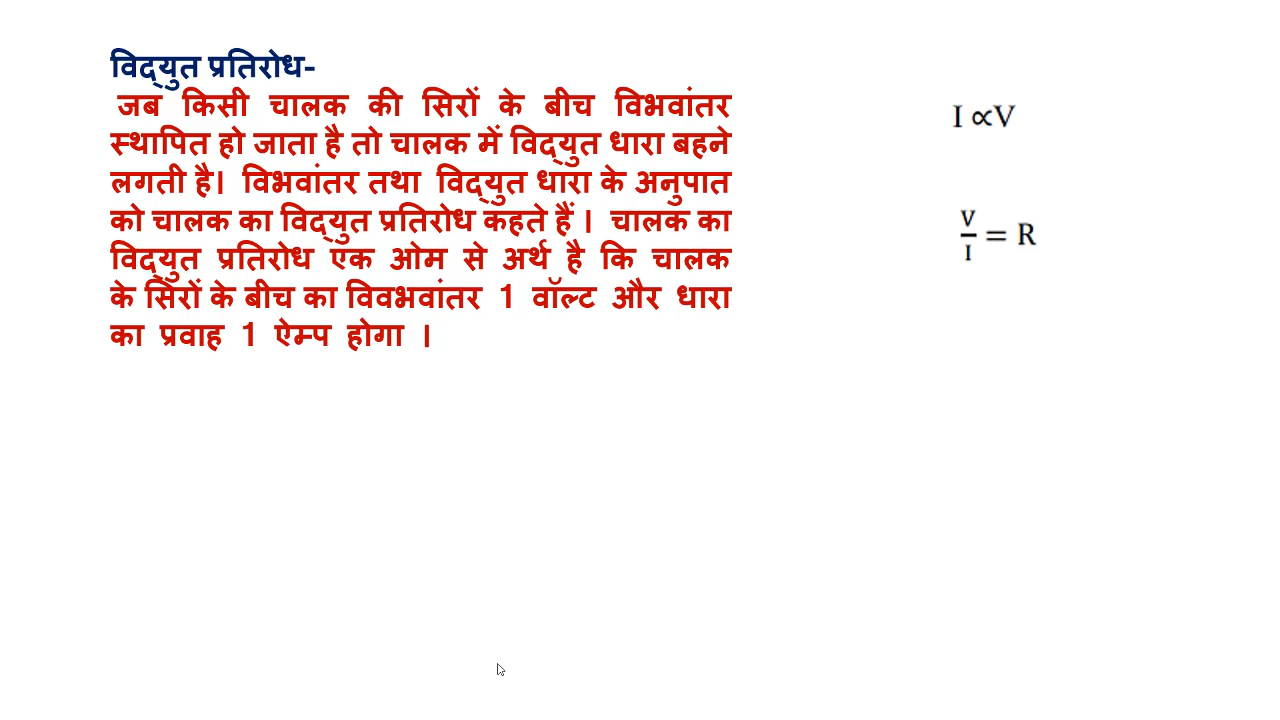 विद्युत प्रतिरोध-
जब किसी चालक की सिरों के बीच विभवांतर
स्थापित हो जाता है तो चालक में विद्युत धारा बहने
लगती है। विभवांतर तथा विद्युत धारा के अनुपात
को चालक का विद्युत प्रतिरोध कहते हैं । चालक का
विद्युत प्रतिरोध एक ओम से अर्थ है कि चालक
के सिरों के बीच का विवभवांतर 1 वॉल्ट और धारा
का प्रवाह 1 ऐम्प होगा ।
I ∝V
V/I = R